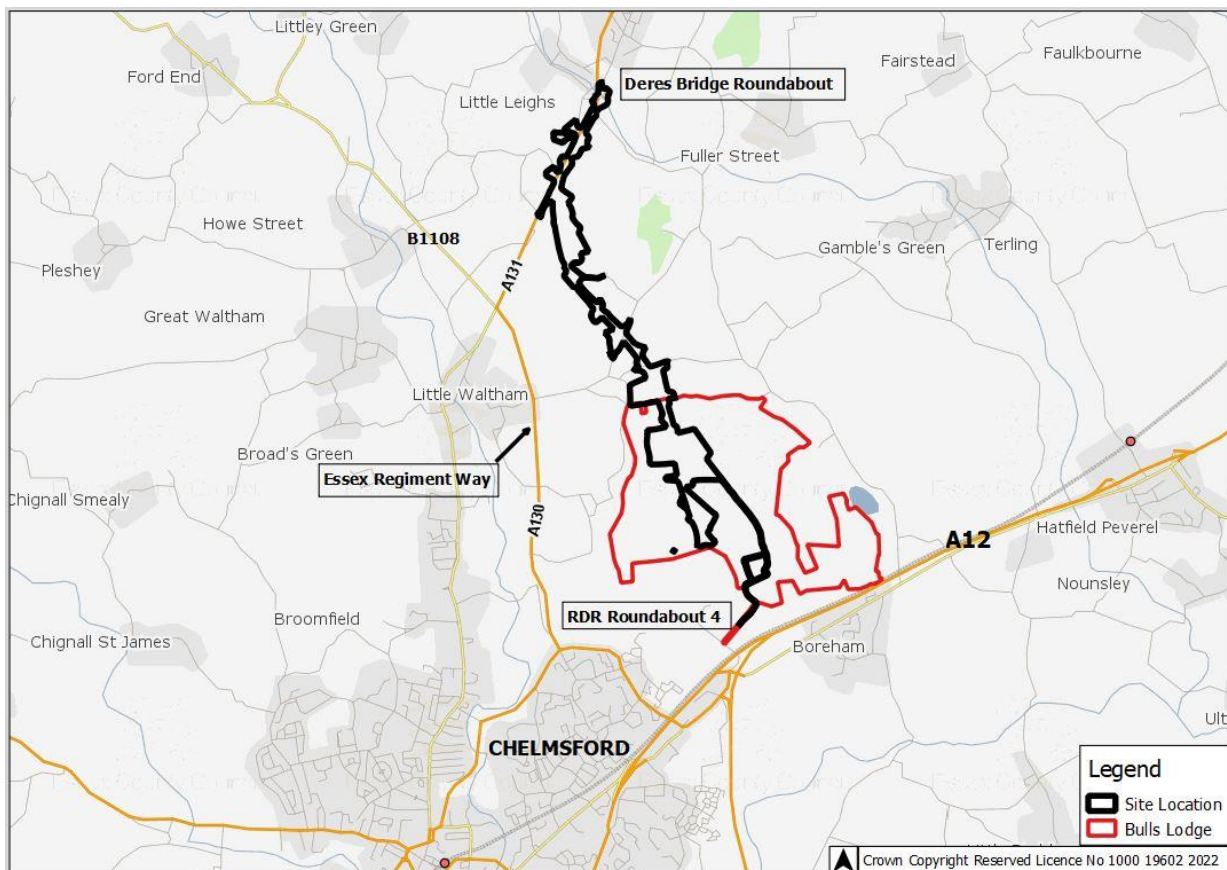 Littley Green
Ford End
Fairstead
Faulkbourne
Deres Bridge Roundabout
Little Leighs
Fuller Street
Howe Street
B1108
Gamble's Green
Terling
Pleshey
A131
Great Waltham
Little Waltham
Broad's Green
Essex Regiment Way
Chignall Smealy
A130
Hatfield Peverel
A12
Nounsley
RDR Roundabout 4
Broomfield
Chignall St James
Boreham
CHELMSFORD
Legend
Site Location
Bulls Lodge
Crown Copyright Reserved Licence No 1000 19602 2022